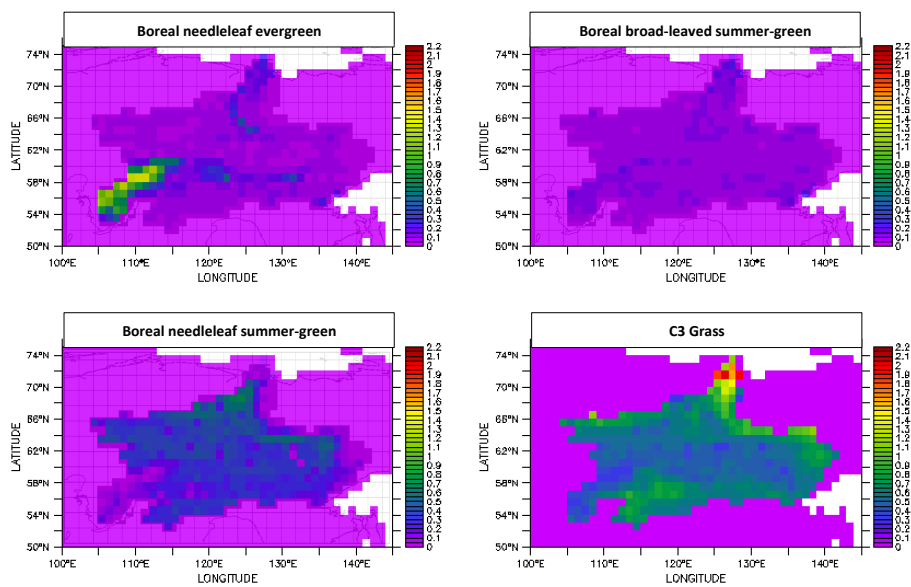 Boreal needleleaf evergreen
74°N
70°N
66°N
62°N
58°N
54°N
50°N
LATITUDE
100°E 110°E 120°E 130°E 140°E
LONGITUDE
2.2
2.1
2
1.9
1.8
1.7
1.6
1.5
1.4
1.3
1.2
1.1
1
0.9
0.8
0.7
0.6
0.5
0.4
0.3
0.2
0.1
0
Boreal broad-leaved summer-green
74°N
70°N
66°N
62°N
58°N
54°N
50°N
LATITUDE
100°E 110°E 120°E 130°E 140°E
LONGITUDE
2.2
2.1
2
1.9
1.8
1.7
1.6
1.5
1.4
1.3
1.2
1.1
1
0.9
0.8
0.7
0.6
0.5
0.4
0.3
0.2
0.1
0
Boreal needleleaf summer-green
74°N
70°N
66°N
62°N
58°N
54°N
50°N
LATITUDE
100°E 110°E 120°E 130°E 140°E
LONGITUDE
2.2
2.1
2
1.9
1.8
1.7
1.6
1.5
1.4
1.3
1.2
1.1
1
0.9
0.8
0.7
0.6
0.5
0.4
0.3
0.2
0.1
0
C3 Grass
74°N
70°N
66°N
62°N
58°N
54°N
50°N
LATITUDE
100°E 110°E 120°E 130°E 140°E
LONGITUDE
2.2
2.1
2
1.9
1.8
1.7
1.6
1.5
1.4
1.3
1.2
1.1
1
0.9
0.8
0.7
0.6
0.5
0.4
0.3
0.2
0.1
0